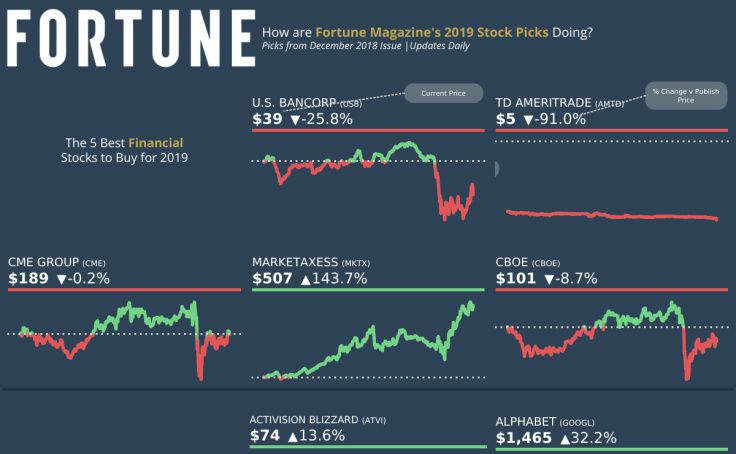 FORTUNE
How are Fortune Magazine's 2019 Stock Picks Doing?
Picks from December 2018 Issue |Updates Daily
The 5 Best Financial
Stocks to Buy for 2019
U.S. BANCORP (USB)
Current Price
$39 ▼-25.8%
TD AMERITRADE (AMTD)
% Change v Publish
Price
$5 ▼-91.0%
CME GROUP (CME)
$189 ▼-0.2%
MARKETAXESS (MKTX)
$507 ▲143.7%
CBOE (CBOE)
$101 ▼-8.7%
ACTIVISION BLIZZARD (ATVI)
$74 ▲13.6%
ALPHABET (GOOGL)
$1,465 ▲32.2%